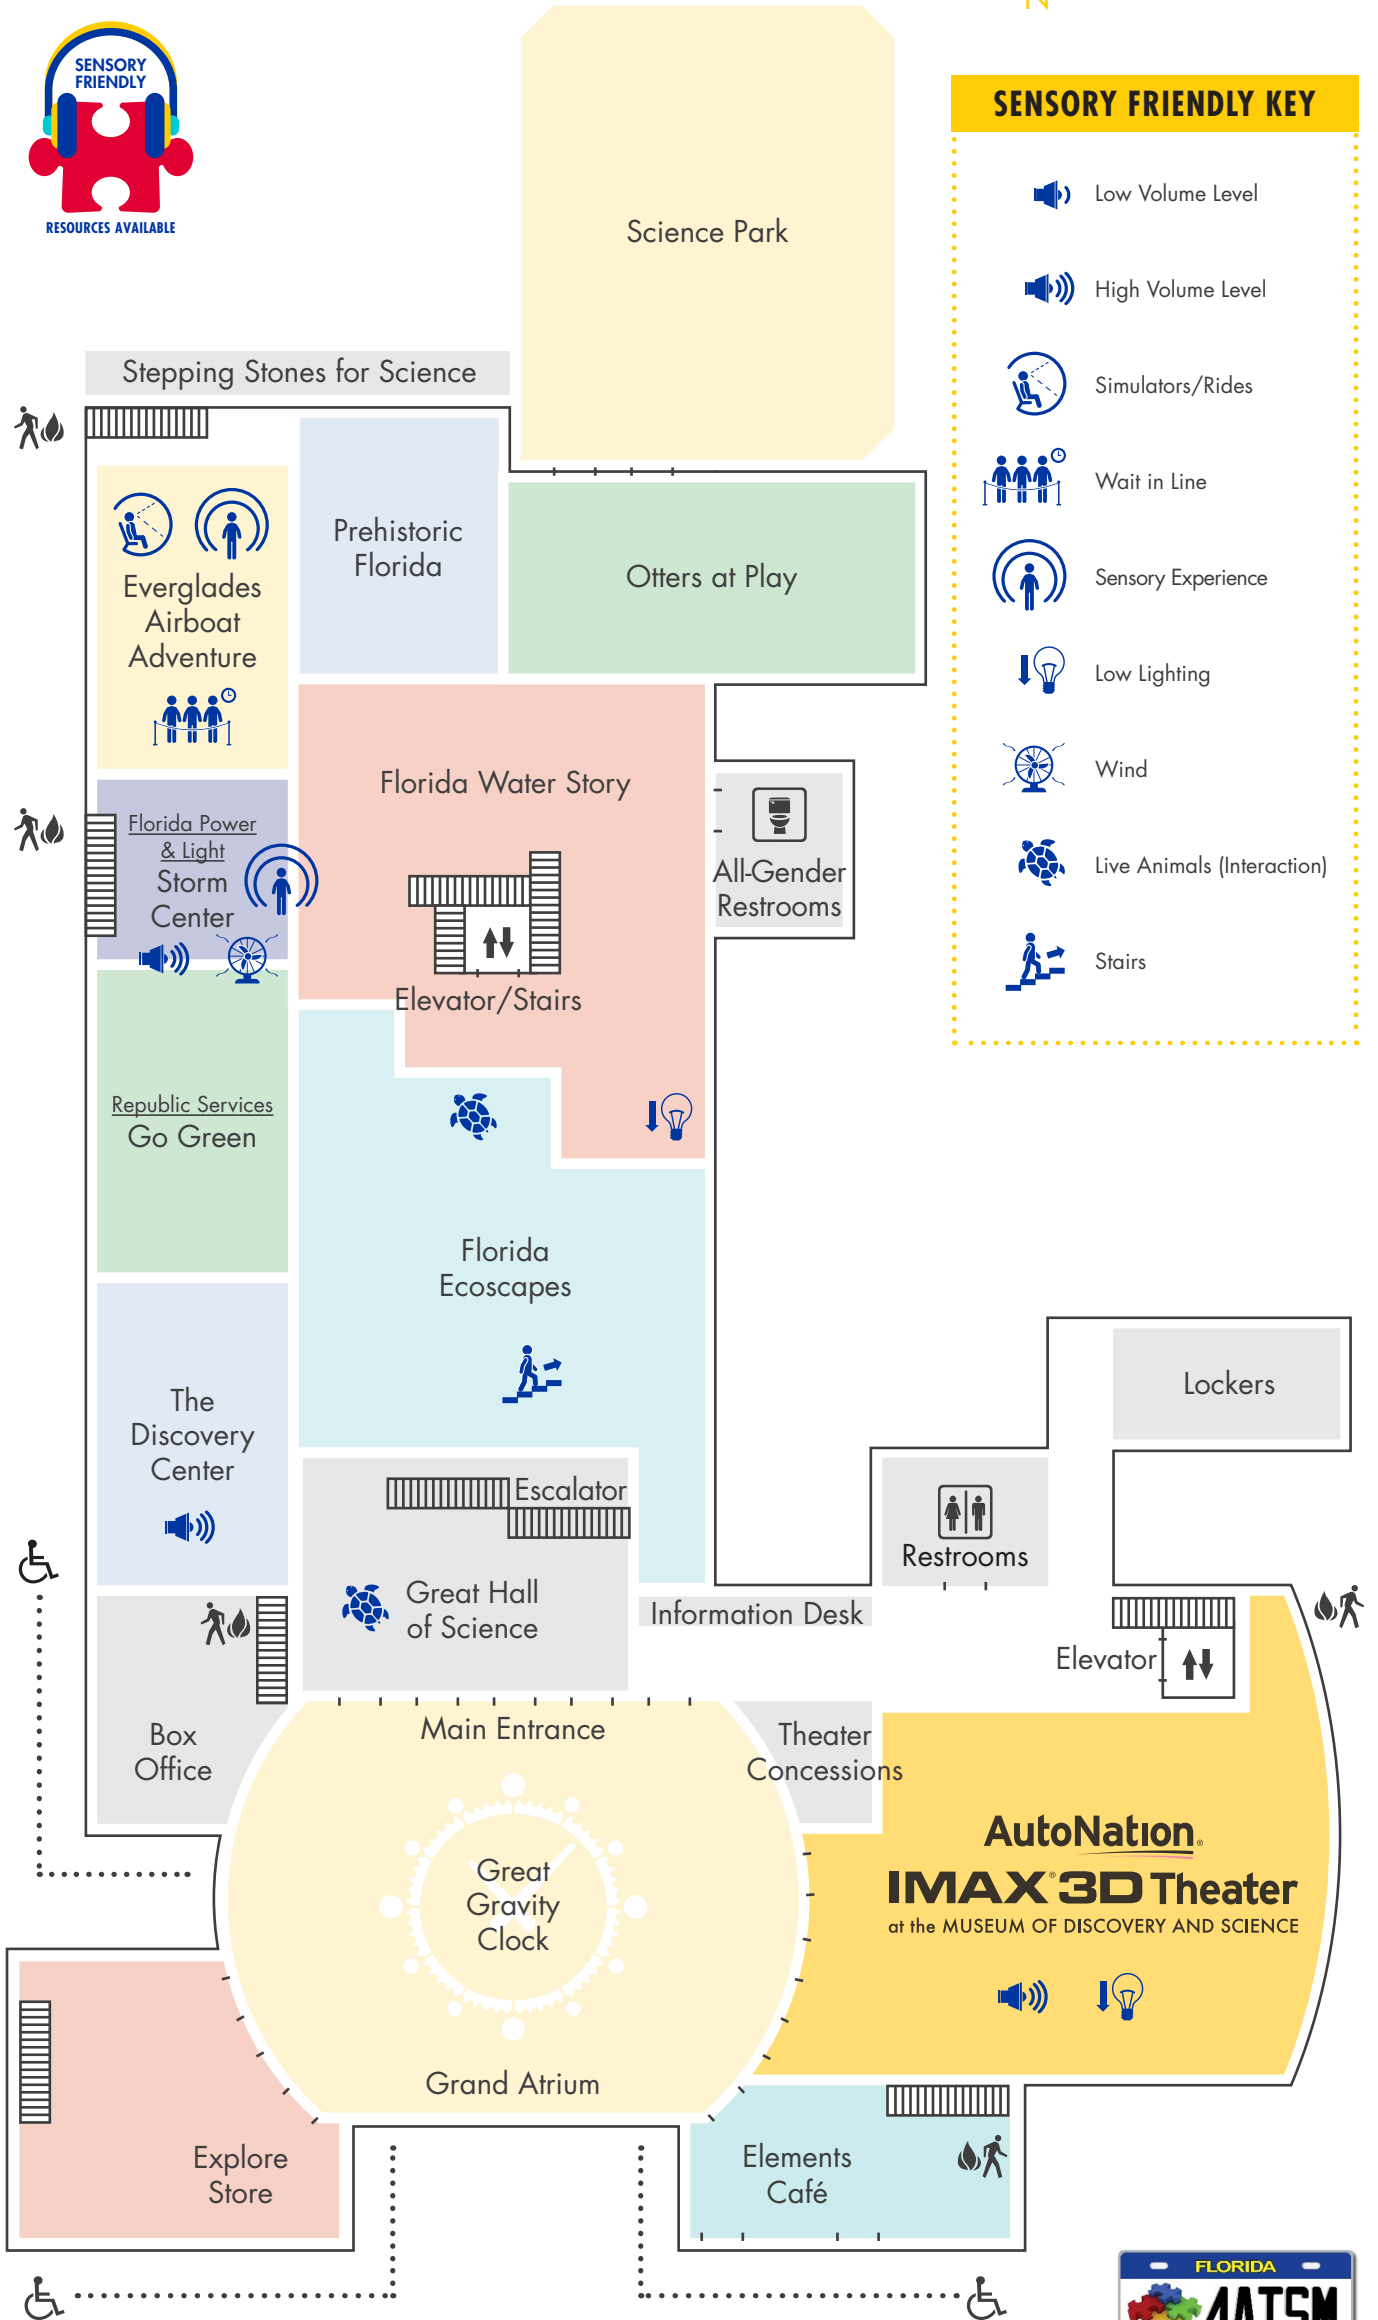 SENSORY
FRIENDLY
RESOURCES AVAILABLE
N
SENSORY FRIENDLY KEY
Low Volume Level
High Volume Level
Simulators/Rides
Wait in Line
Sensory Experience
Low Lighting
Wind
Live Animals (Interaction)
Stairs
Science Park
Stepping Stones for Science
Prehistoric
Florida
Otters at Play
Everglades
Airboat
Adventure
Florida Water Story
Florida Power
& Light
Storm
Center
All-Gender
Restrooms
Elevator/Stairs
Republic Services
Go Green
Florida
Ecoscapes
The
Discovery
Center
Lockers
Escalator
Restrooms
Great Hall
of Science
Information Desk
Elevator
Box
Office
Main Entrance
Theater
Concessions
Great
Gravity
Clock
AutoNation®
IMAX® 3D Theater
at the MUSEUM OF DISCOVERY AND SCIENCE
Grand Atrium
Explore
Store
Elements
Café
FLORIDA
4ATSM